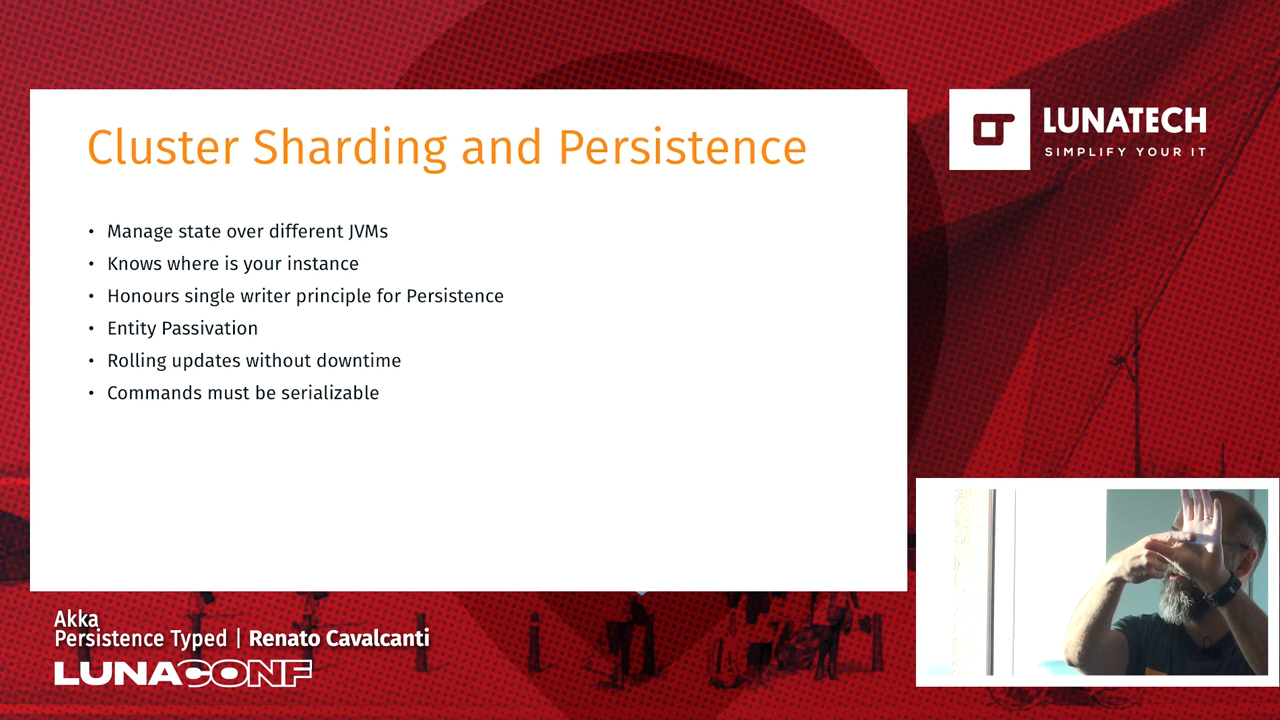 Cluster Sharding and Persistence
• Manage state over different JVMs
• Knows where is your instance
• Honours single writer principle for Persistence
• Entity Passivation
• Rolling updates without downtime
• Commands must be serializable
LUNATECH
SIMPLIFY YOUR IT
Akka
Persistence Typed | Renato Cavalcanti
LUNACONF